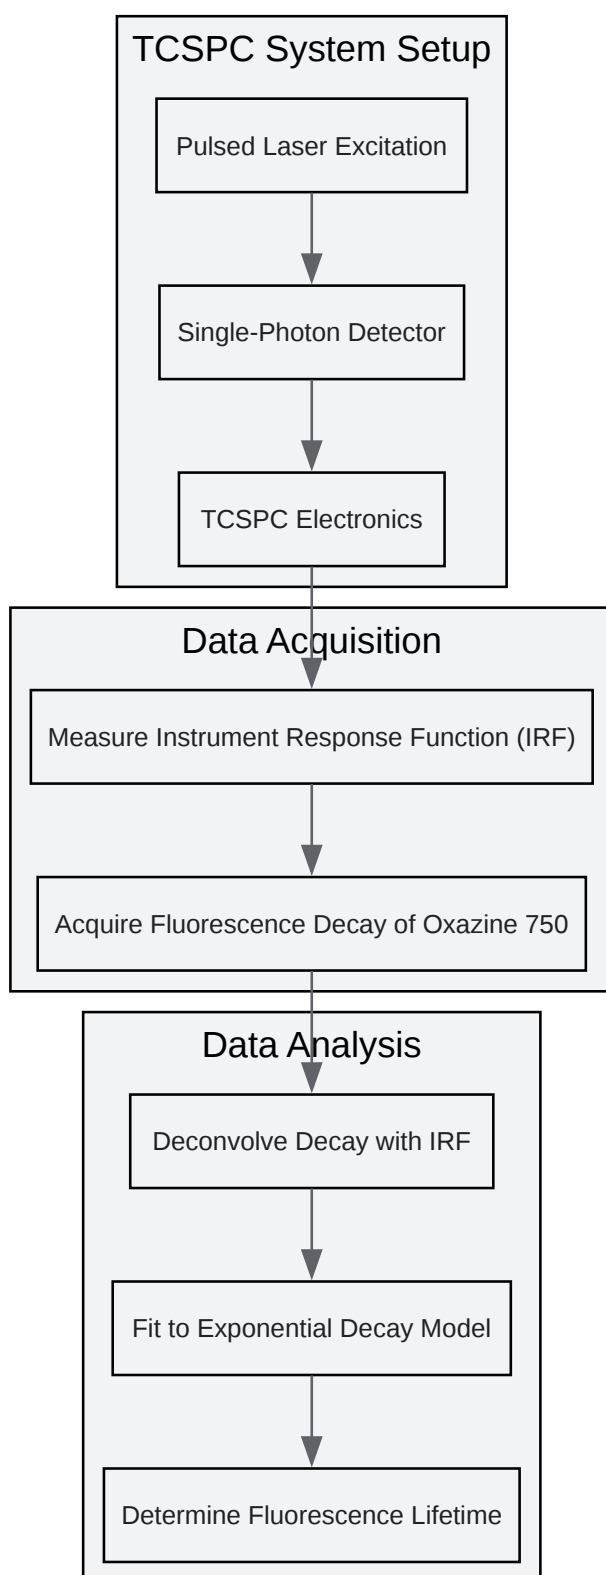 TCSPC System Setup
Pulsed Laser Excitation
Single-Photon Detector
TCSPC Electronics
Data Acquisition
Measure Instrument Response Function (IRF)
Acquire Fluorescence Decay of Oxazine 750
Data Analysis
Deconvolve Decay with IRF
Fit to Exponential Decay Model
Determine Fluorescence Lifetime